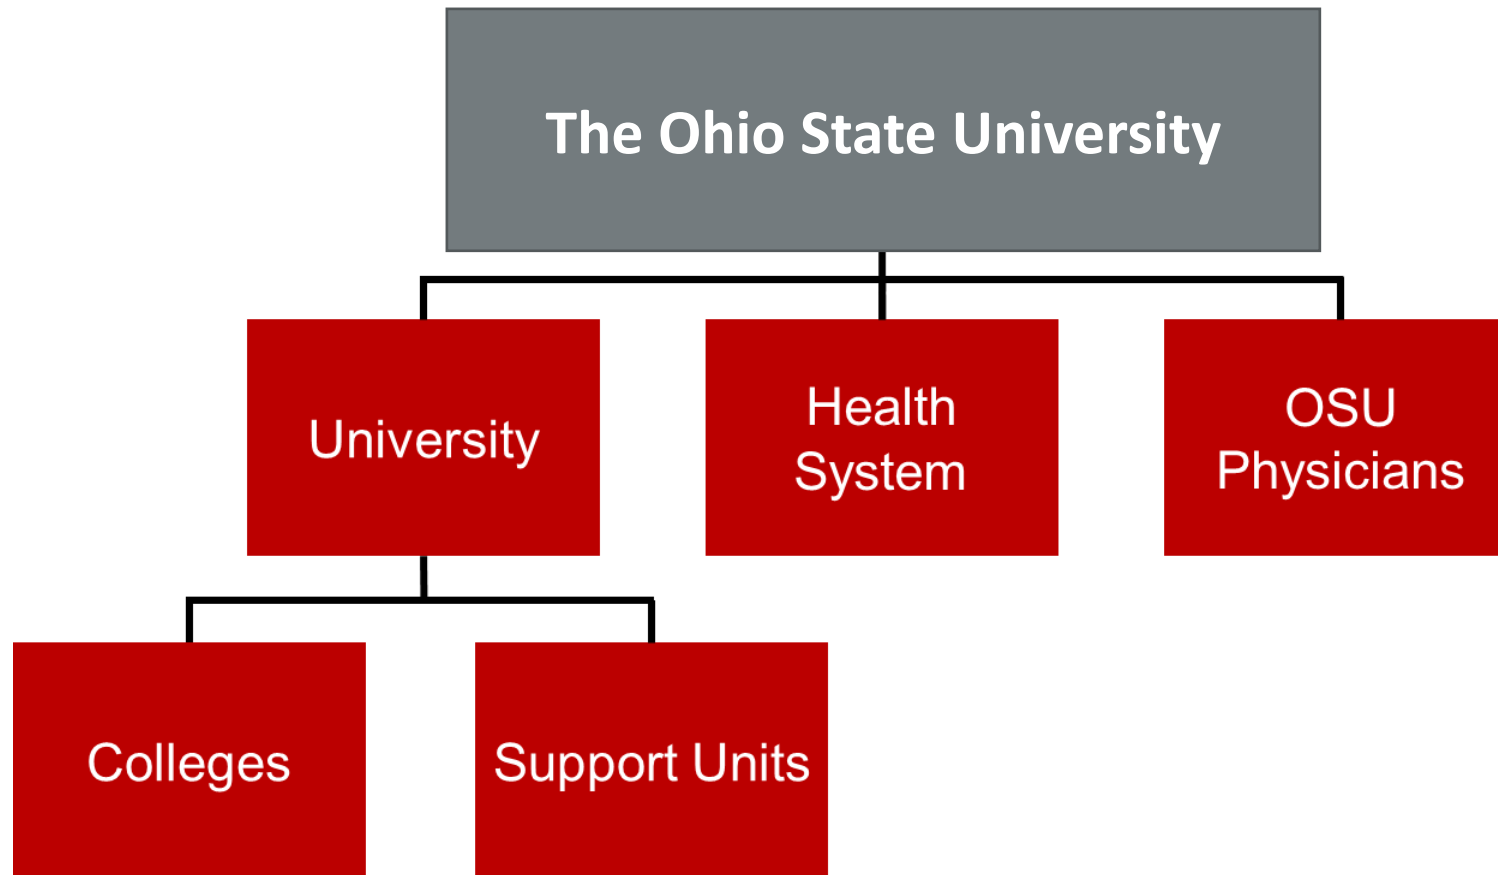 The Ohio State University
University
Health
System
OSU
Physicians
Colleges
Support Units